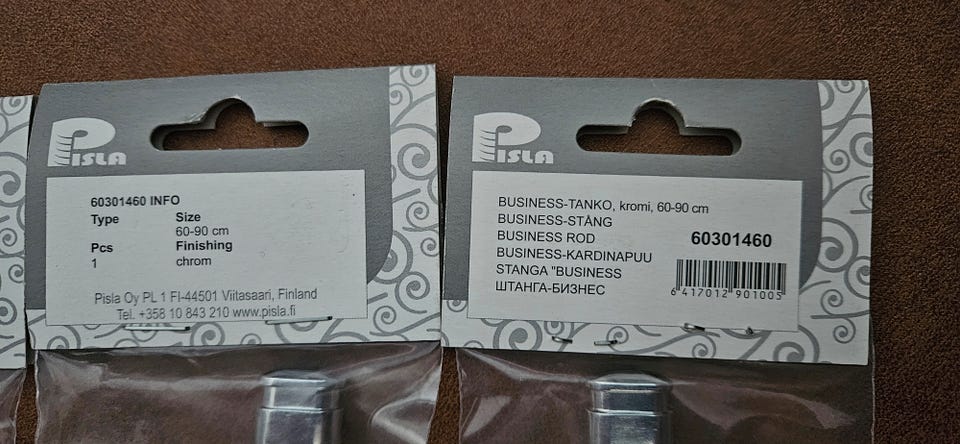 PISLA
60301460 INFO
Type Size
60-90 cm
Pcs Finishing
1 chrom
Pisla Oy PL 1 FI-44501 Viitasaari, Finland
Tel. +358 10 843 210 www.pisla.fi
PISLA
BUSINESS-TANKO, kromi, 60-90 cm
BUSINESS-STÅNG
BUSINESS ROD
BUSINESS-KARDINAPUU
STANGA "BUSINESS
ШТАНГА-БИЗНЕС
60301460
6 417012 901005